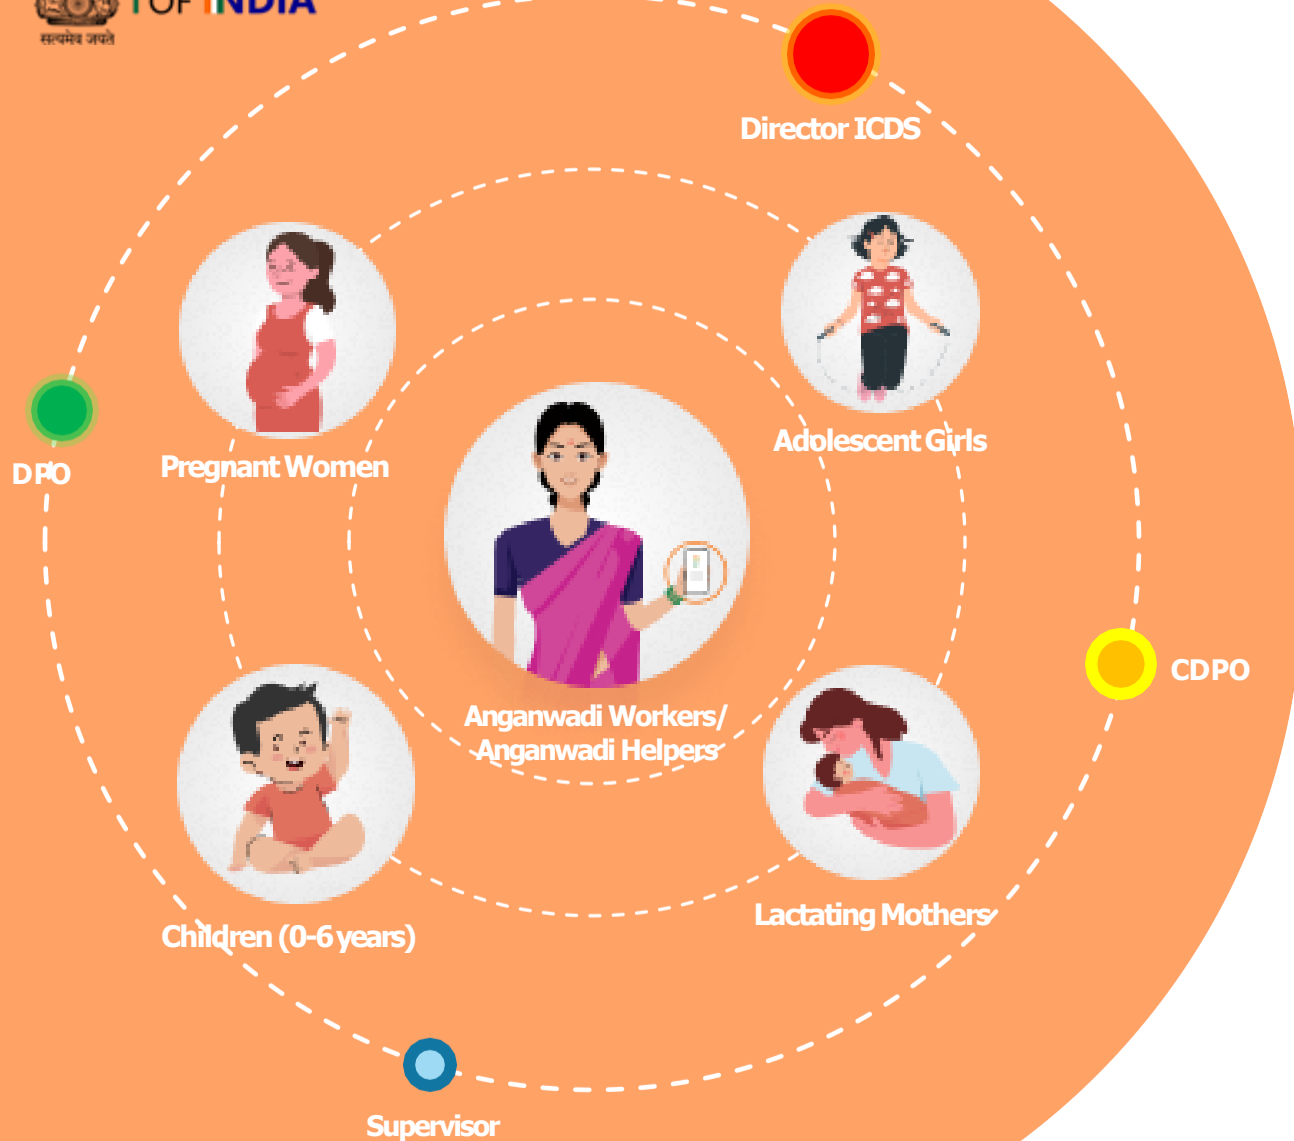 OF INDIA
सत्यमेव जयते
Director ICDS
Adolescent Girls
Pregnant Women
DPO
CDPO
Anganwadi Workers/
Anganwadi Helpers
Lactating Mothers
Children (0-6 years)
Supervisor